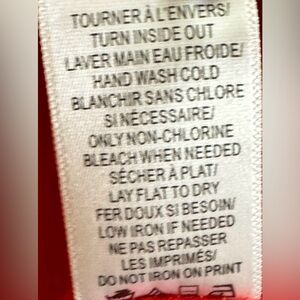 TOURNER À L'ENVERS/
TURN INSIDE OUT
LAVER MAIN EAU FROIDE/
HAND WASH COLD
BLANCHIR SANS CHLORE
SI NÉCESSAIRE/
ONLY NON-CHLORINE
BLEACH WHEN NEEDED
SÉCHER À PLAT/
LAY FLAT TO DRY
FER DOUX SI BESOIN/
LOW IRON IF NEEDED
NE PAS REPASSER
LES IMPRIMÉS/
DO NOT IRON ON PRINT